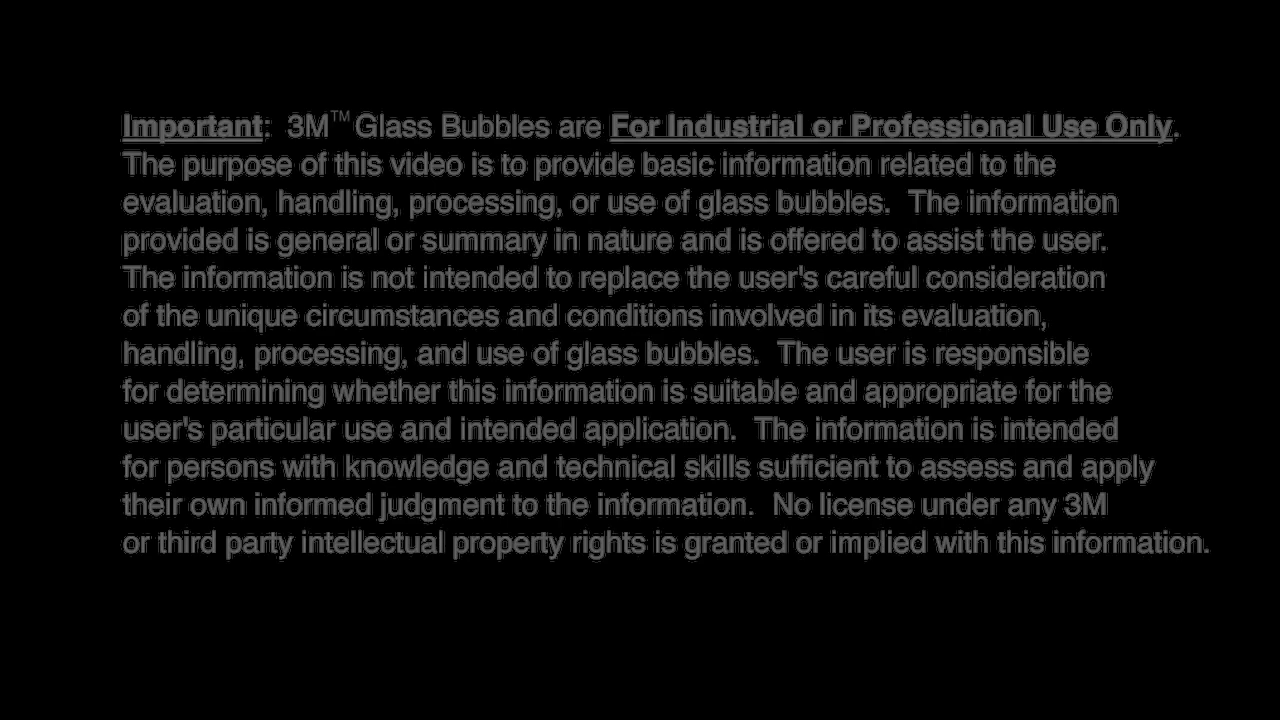 Important:  3M™ Glass Bubbles are For Industrial or Professional Use Only.
The purpose of this video is to provide basic information related to the
evaluation, handling, processing, or use of glass bubbles.  The information
provided is general or summary in nature and is offered to assist the user.
The information is not intended to replace the user's careful consideration
of the unique circumstances and conditions involved in its evaluation,
handling, processing, and use of glass bubbles.  The user is responsible
for determining whether this information is suitable and appropriate for the
user's particular use and intended application.  The information is intended
for persons with knowledge and technical skills sufficient to assess and apply
their own informed judgment to the information.  No license under any 3M
or third party intellectual property rights is granted or implied with this information.